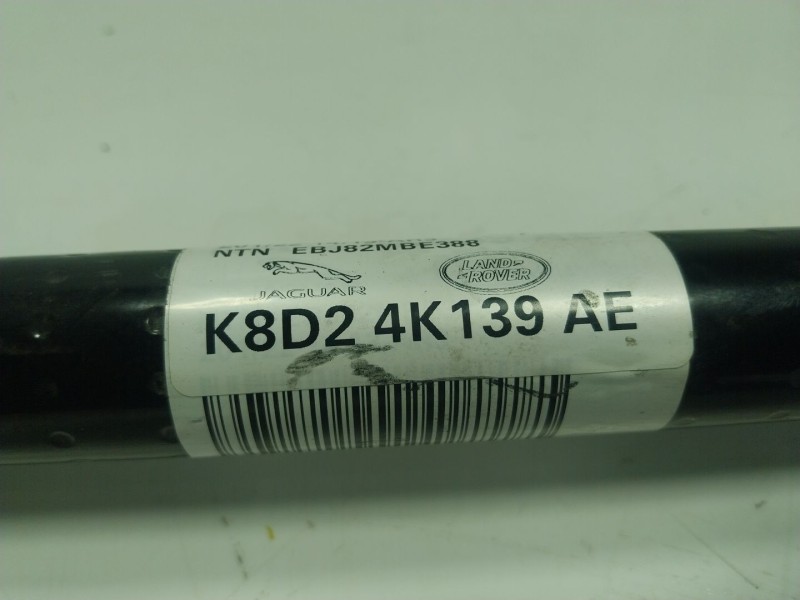 NTN EBJ82MBE388
JAGUAR
LAND
ROVER
K8D2 4K139 AE